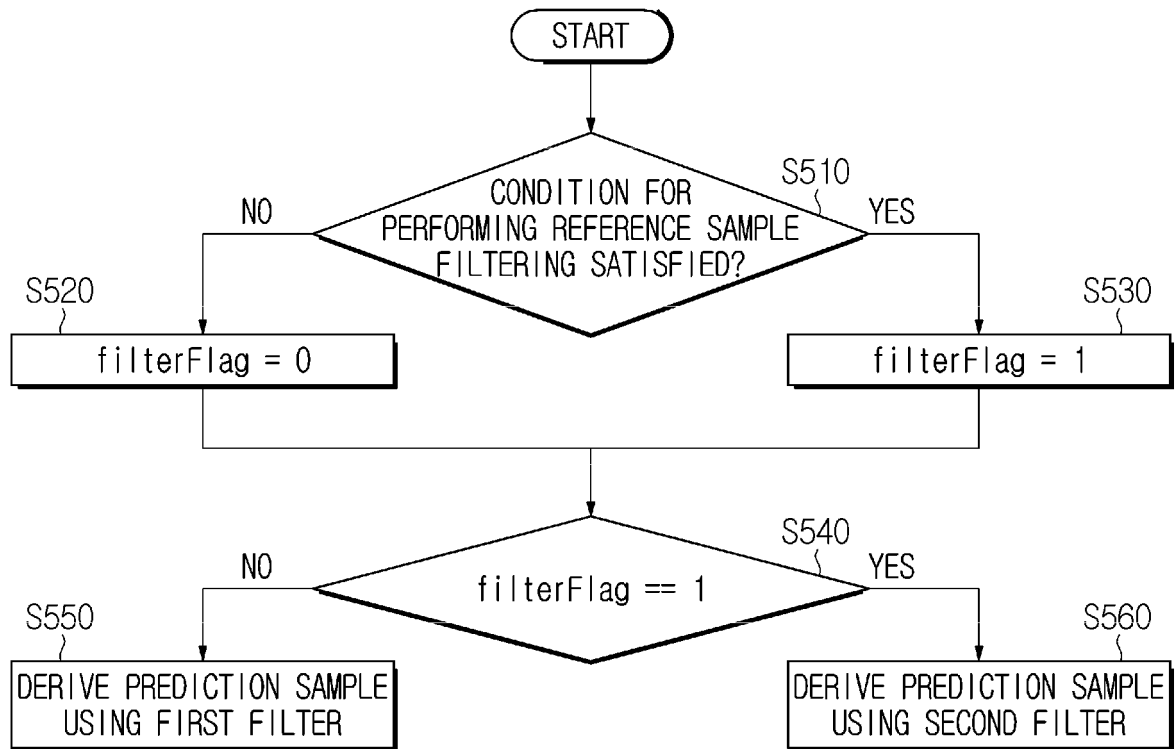 START
S510
CONDITION FOR
PERFORMING REFERENCE SAMPLE
FILTERING SATISFIED?
NO
YES
S520
filterFlag = 0
S530
filterFlag = 1
S540
filterFlag == 1
NO
YES
S550
DERIVE PREDICTION SAMPLE
USING FIRST FILTER
S560
DERIVE PREDICTION SAMPLE
USING SECOND FILTER